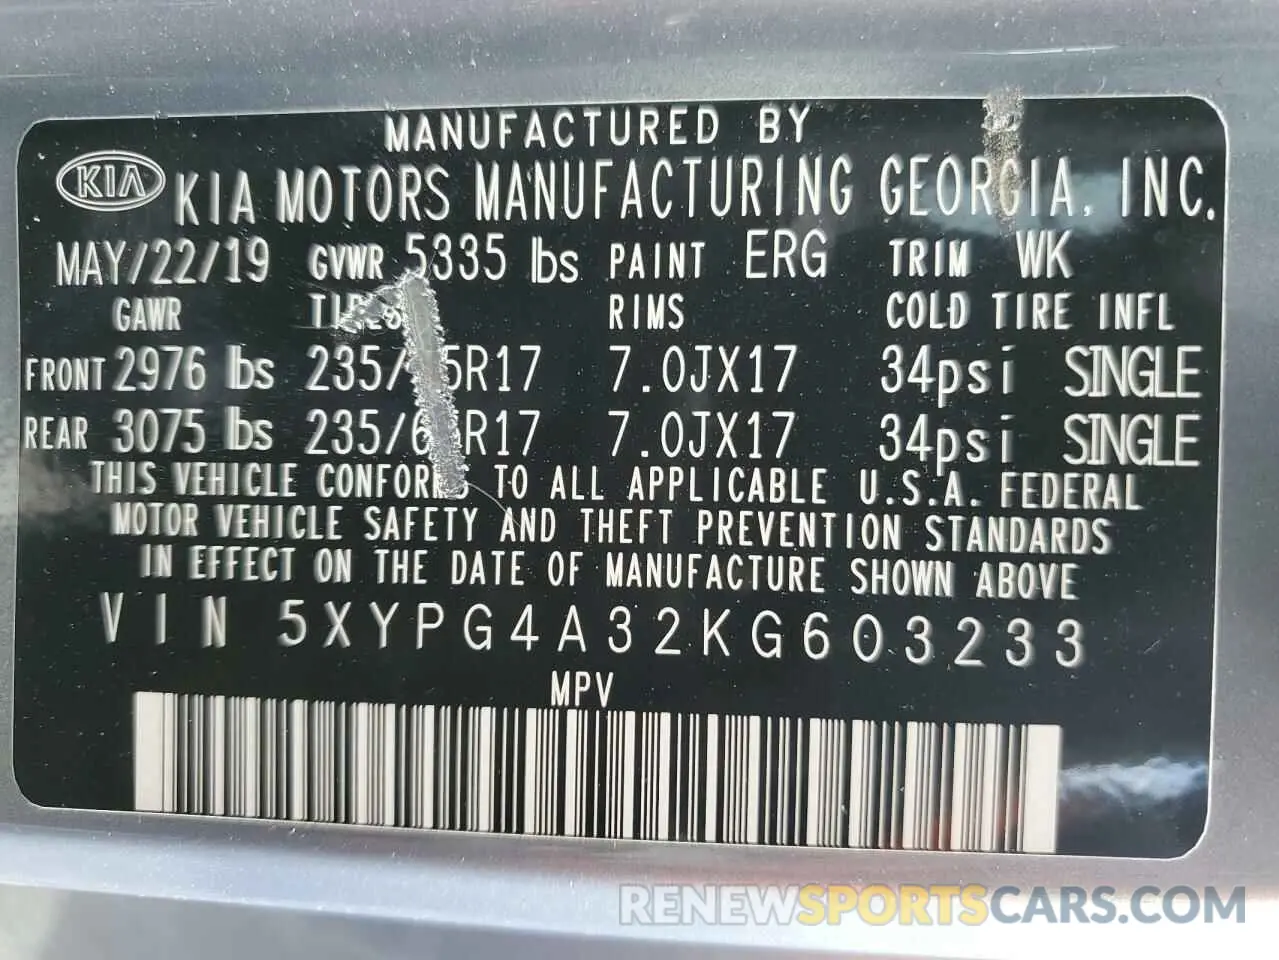 MANUFACTURED BY
KIA KIA MOTORS MANUFACTURING GEORGIA, INC.
MAY/22/19 GVWR 5335 lbs PAINT ERG TRIM WK
GAWR TIRES RIMS COLD TIRE INFL
FRONT 2976 lbs 7.0JX17 34psi SINGLE
REAR 3075 lbs 7.0JX17 34psi SINGLE
THIS VEHICLE CONFORMS TO ALL APPLICABLE U.S.A. FEDERAL
MOTOR VEHICLE SAFETY AND THEFT PREVENTION STANDARDS
IN EFFECT ON THE DATE OF MANUFACTURE SHOWN ABOVE
VIN 5XYPG4A32KG603233
MPV
RENEWSPORTSCARS.COM